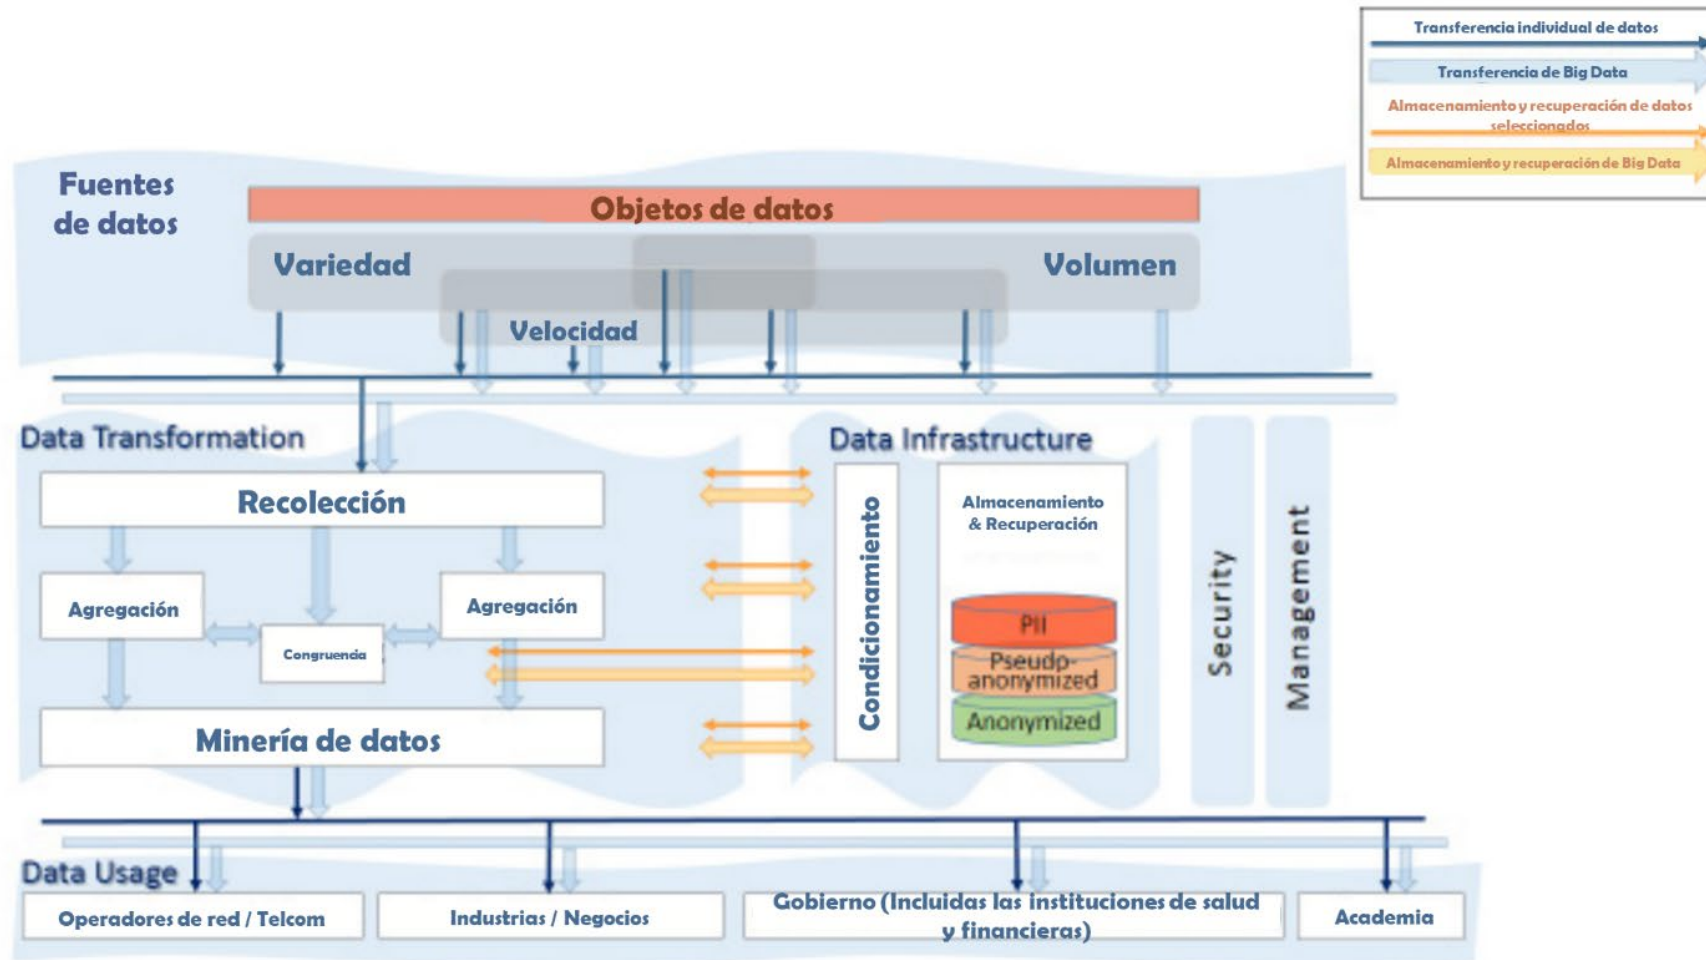 Transferencia individual de datos
Transferencia de Big Data
Almacenamiento y recuperación de datos
seleccionados
Almacenamiento y recuperación de Big Data
Fuentes
de datos
Objetos de datos
Variedad
Volumen
Velocidad
Data Transformation
Data Infrastructure
Recolección
Agregación
Agregación
Congruencia
Minería de datos
Condicionamiento
Almacenamiento
& Recuperación
PII
Pseudp-
anonymized
Anonymized
Security
Management
Data Usage
Operadores de red / Telcom
Industrias / Negocios
Gobierno (Incluidas las instituciones de salud
y financieras)
Academia